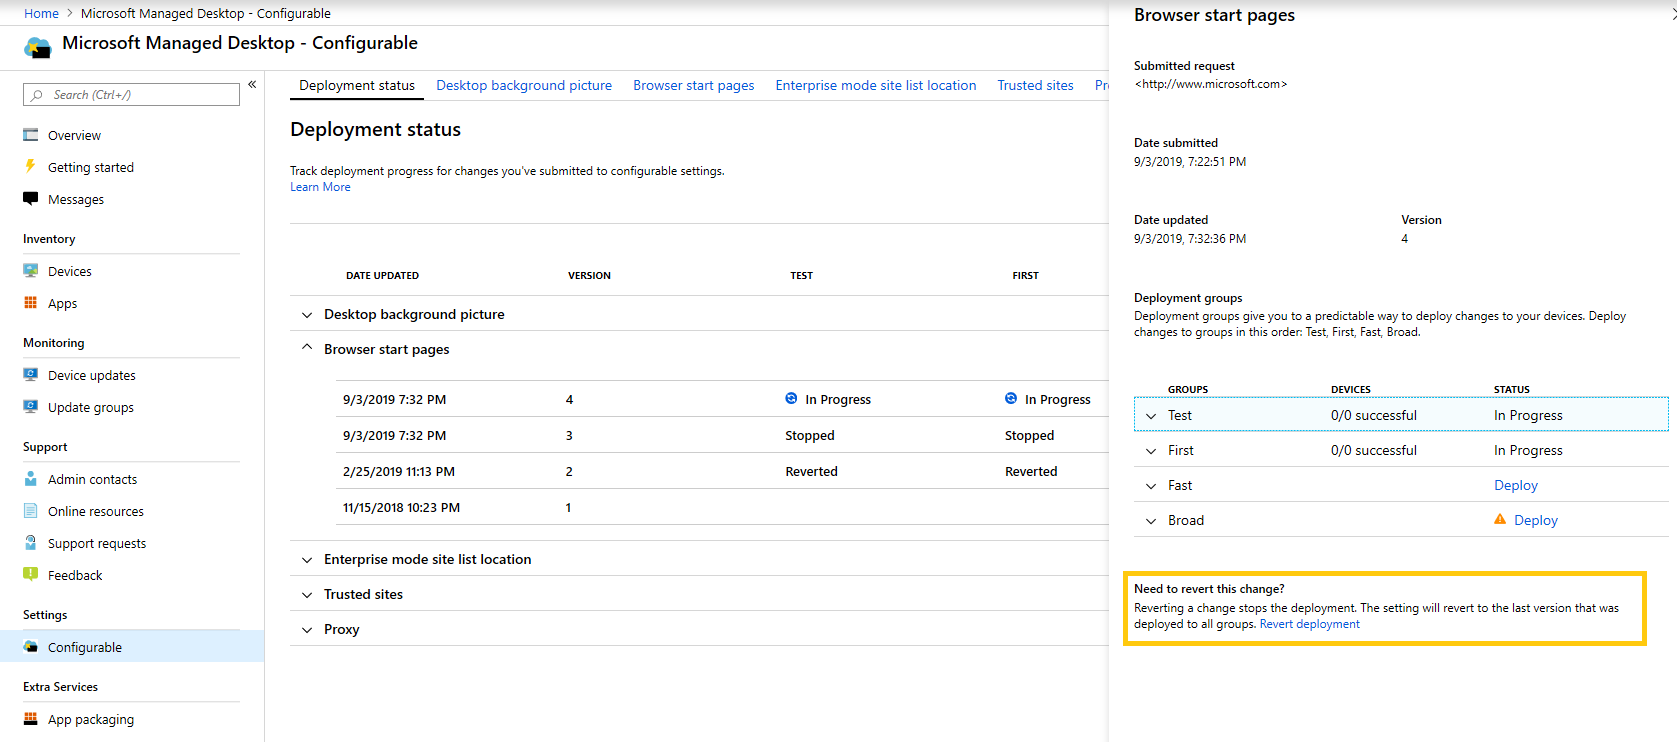 Home > Microsoft Managed Desktop - Configurable
Microsoft Managed Desktop - Configurable
Search (Ctrl+/)
«
Overview
Getting started
Messages
Inventory
Devices
Apps
Monitoring
Device updates
Update groups
Support
Admin contacts
Online resources
Support requests
Feedback
Settings
Configurable
Extra Services
App packaging
Deployment status Desktop background picture Browser start pages Enterprise mode site list location Trusted sites Pr
Deployment status
Track deployment progress for changes you've submitted to configurable settings.
Learn More
DATE UPDATED VERSION TEST FIRST
Desktop background picture
Browser start pages
9/3/2019 7:32 PM 4 In Progress In Progress
9/3/2019 7:32 PM 3 Stopped Stopped
2/25/2019 11:13 PM 2 Reverted Reverted
11/15/2018 10:23 PM 1
Enterprise mode site list location
Trusted sites
Proxy
Browser start pages
Submitted request
<http://www.microsoft.com>
Date submitted
9/3/2019, 7:22:51 PM
Date updated Version
9/3/2019, 7:32:36 PM 4
Deployment groups
Deployment groups give you to a predictable way to deploy changes to your devices. Deploy
changes to groups in this order: Test, First, Fast, Broad.
GROUPS DEVICES STATUS
Test 0/0 successful In Progress
First 0/0 successful In Progress
Fast Deploy
Broad Deploy
Need to revert this change?
Reverting a change stops the deployment. The setting will revert to the last version that was
deployed to all groups. Revert deployment